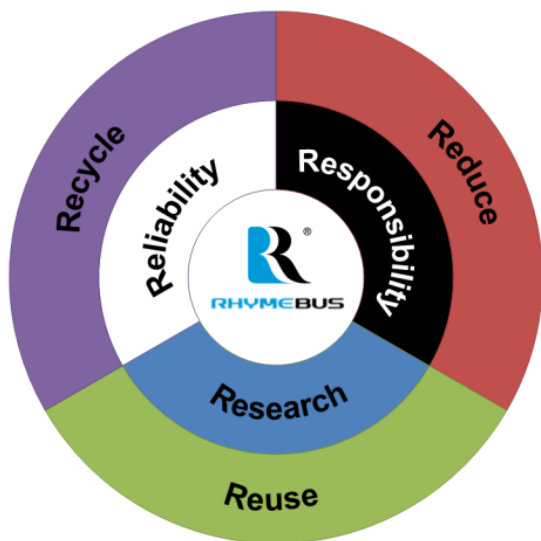 Recycle
Reduce
Reliability
Responsibility
®
RHYMEBUS
Research
Reuse